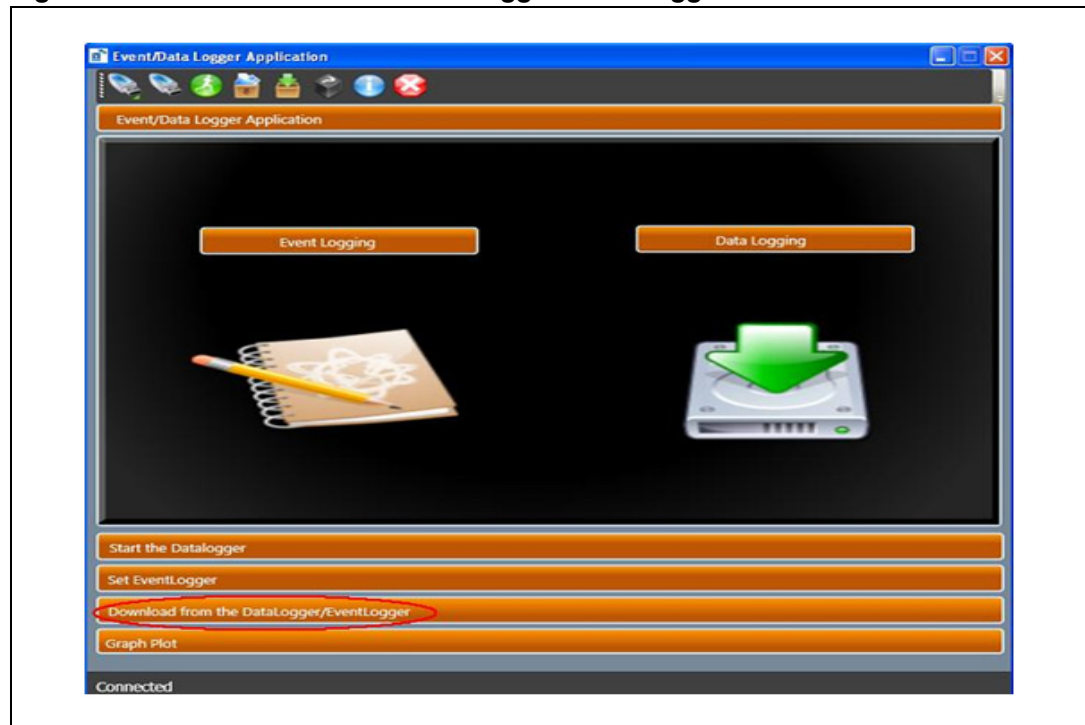 Event/Data Logger Application
Event/Data Logger Application
Event Logging
Data Logging
Start the Datalogger
Set EventLogger
Download from the DataLogger/EventLogger
Graph Plot
Connected